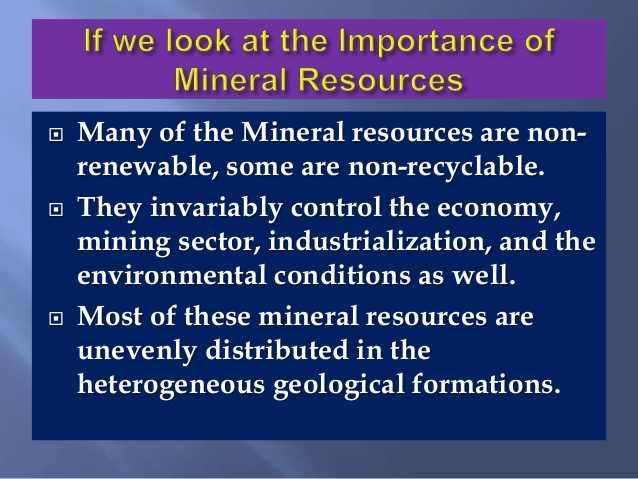 If we look at the Importance of
Mineral Resources
Many of the Mineral resources are non-
renewable, some are non-recyclable.
They invariably control the economy,
mining sector, industrialization, and the
environmental conditions as well.
Most of these mineral resources are
unevenly distributed in the
heterogeneous geological formations.